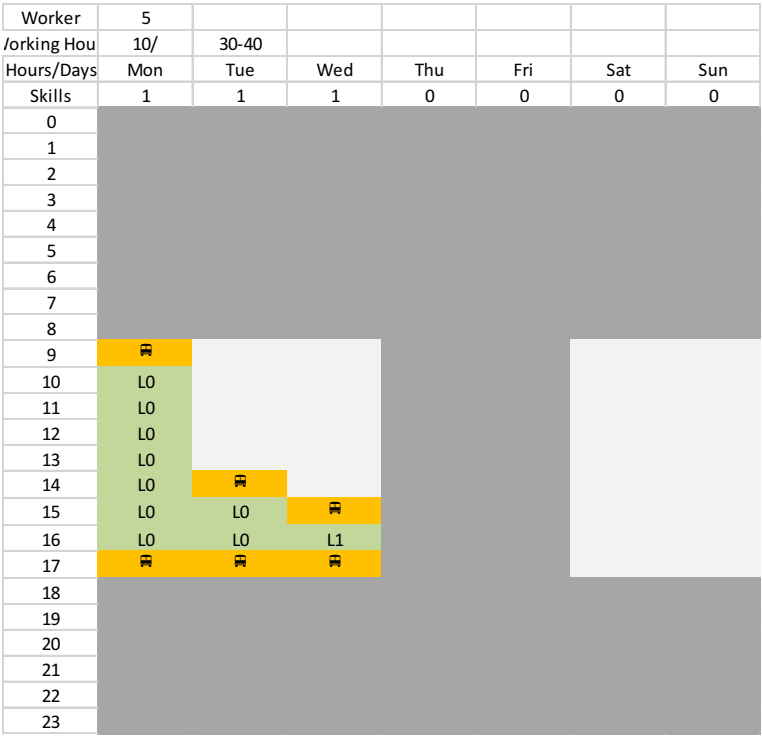 Worker 5
/orking Hou 10/ 30-40
Hours/Days Mon Tue Wed Thu Fri Sat Sun
Skills 1 1 1 0 0 0 0
0
1
2
3
4
5
6
7
8
9
10 L0
11 L0
12 L0
13 L0
14 L0
15 L0 L0
16 L0 L0 L1
17
18
19
20
21
22
23